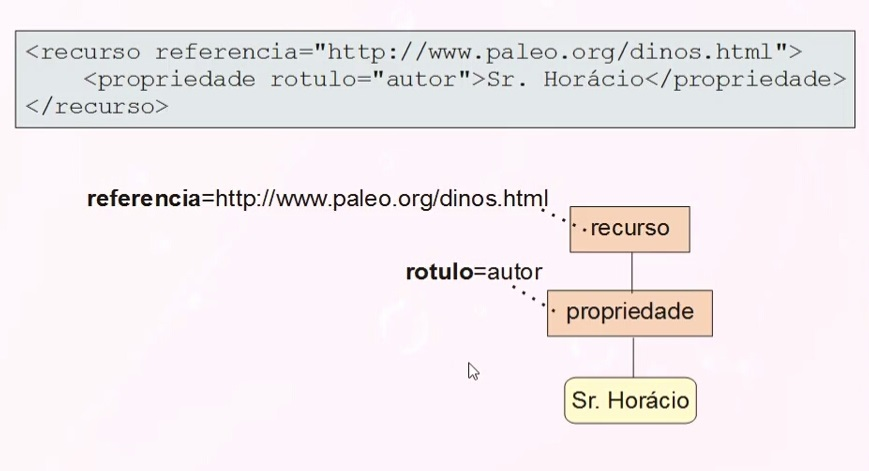 <recurso referencia="http://www.paleo.org/dinos.html">
<propriedade rotulo="autor">Sr. Horácio</propriedade>
</recurso>
referencia=http://www.paleo.org/dinos.html
recurso
rotulo=autor
propriedade
Sr. Horácio